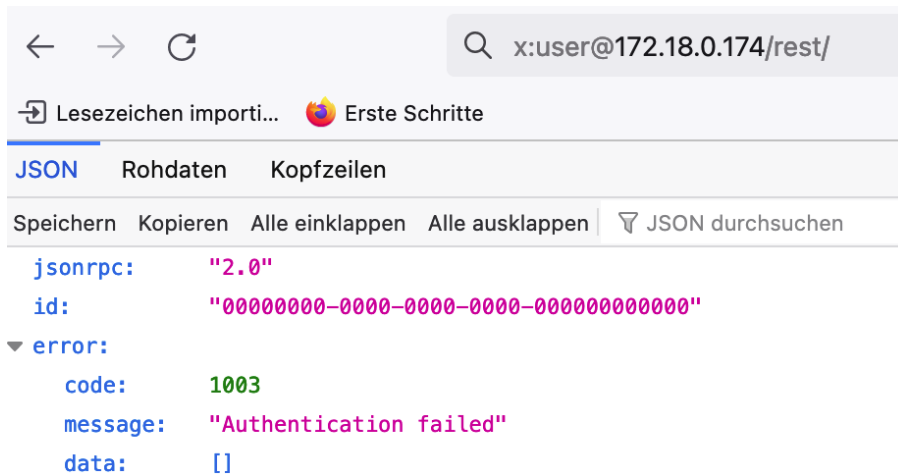 x:user@172.18.0.174/rest/
Lesezeichen importi... Erste Schritte
JSON Rohdaten Kopfzeilen
Speichern Kopieren Alle einklappen Alle ausklappen JSON durchsuchen
jsonrpc: "2.0"
id: "00000000-0000-0000-0000-000000000000"
error:
code: 1003
message: "Authentication failed"
data: []